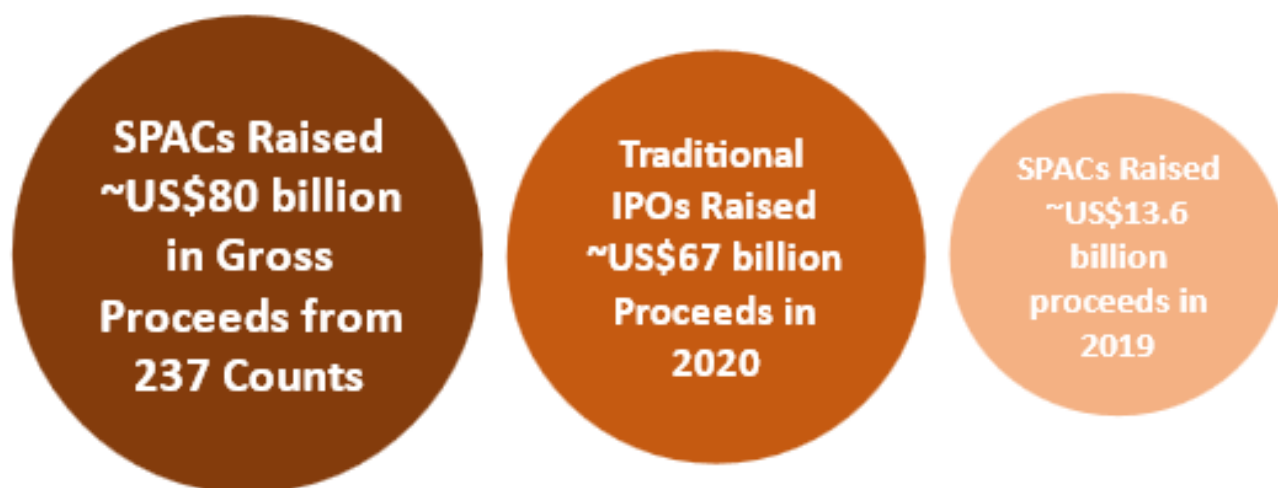 SPACs Raised
~US$80 billion
in Gross
Proceeds from
237 Counts
Traditional
IPOs Raised
~US$67 billion
Proceeds in
2020
SPACs Raised
~US$13.6
billion
proceeds in
2019